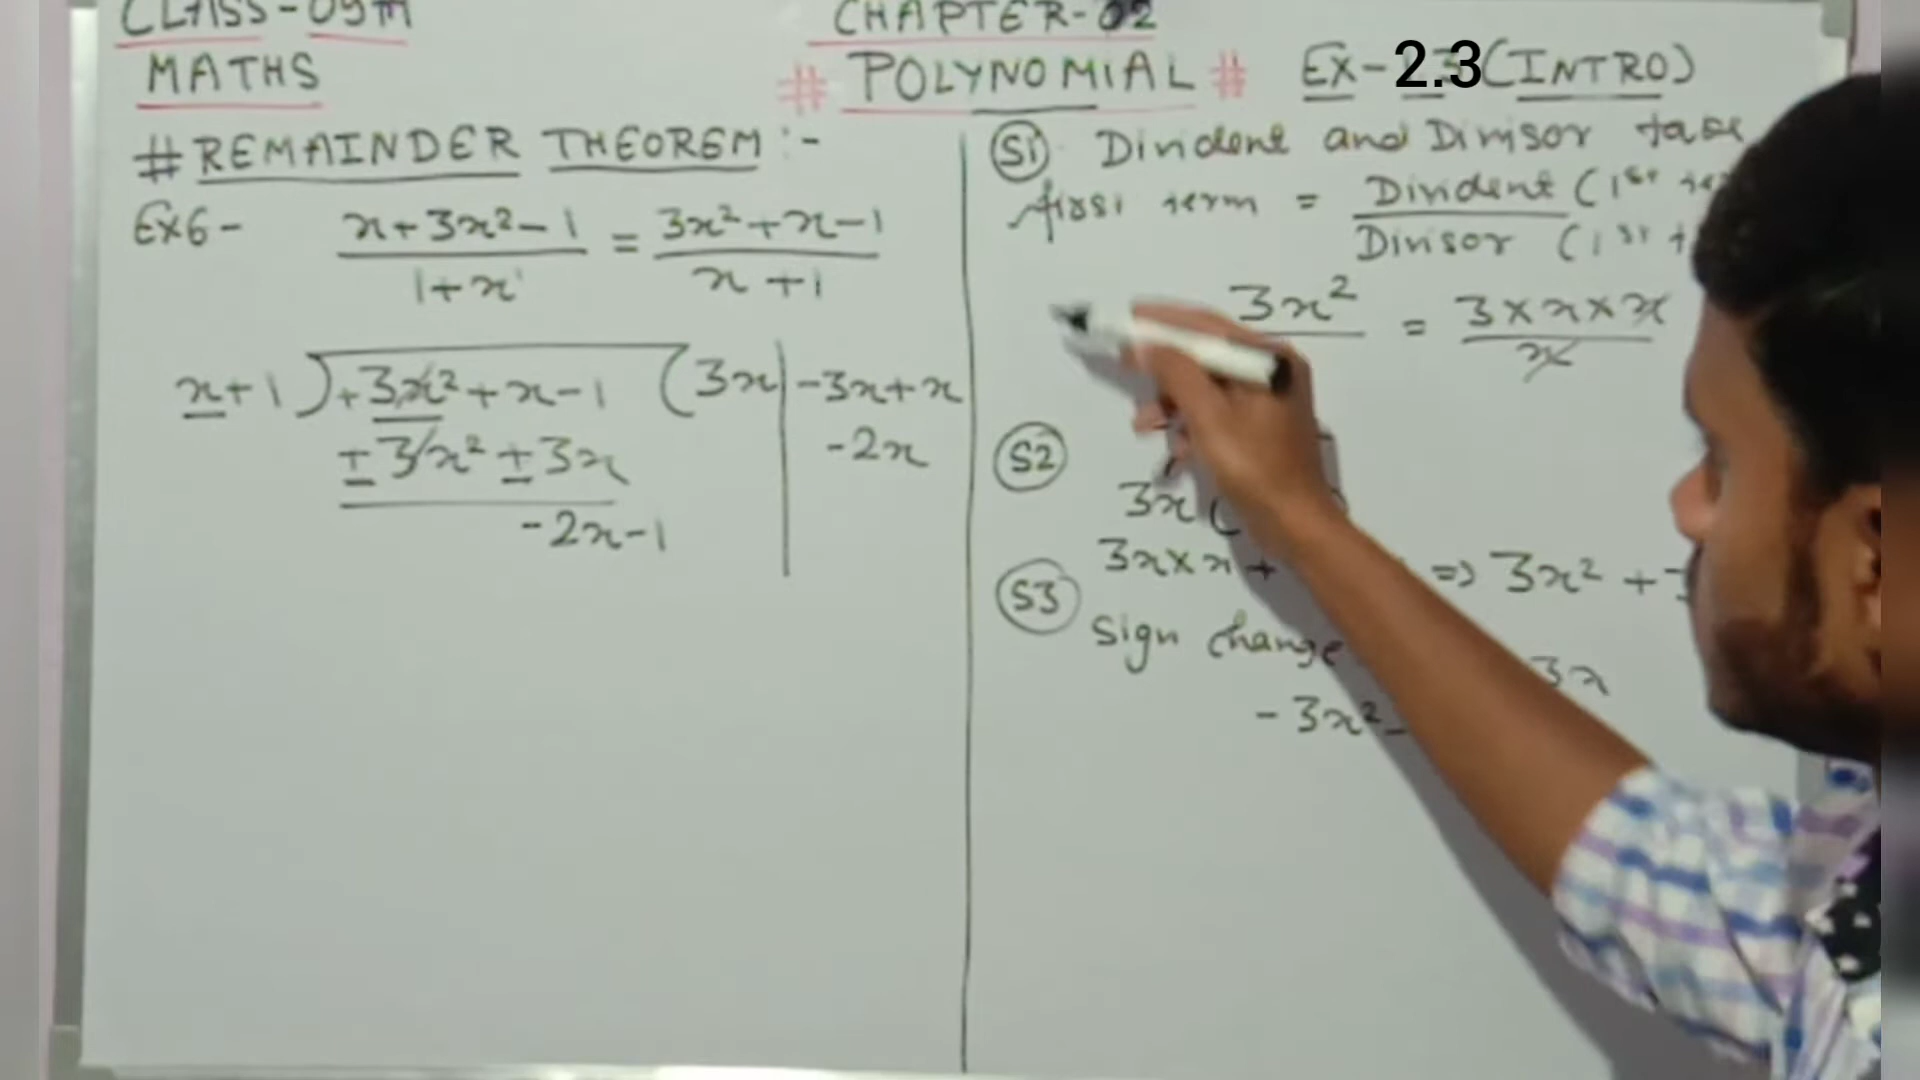 CLASS-09TH
MATHS
CHAPTER-02
# POLYNOMIAL #
EX-2.3(INTRO)
#REMAINDER THEOREM:-
Ex6- x+3x²-1 / 1+x = 3x²+x-1 / x+1
x+1)+3x²+x-1(3x
±3x²±3x
-2x-1
-3x+x
-2x
S1 Divident and Divisor
first term = Divident (1st / Divisor (1st
3x² = 3×x×x / x
S2
3x(
3x×x+ => 3x²+
S3 Sign change
3x
-3x²-